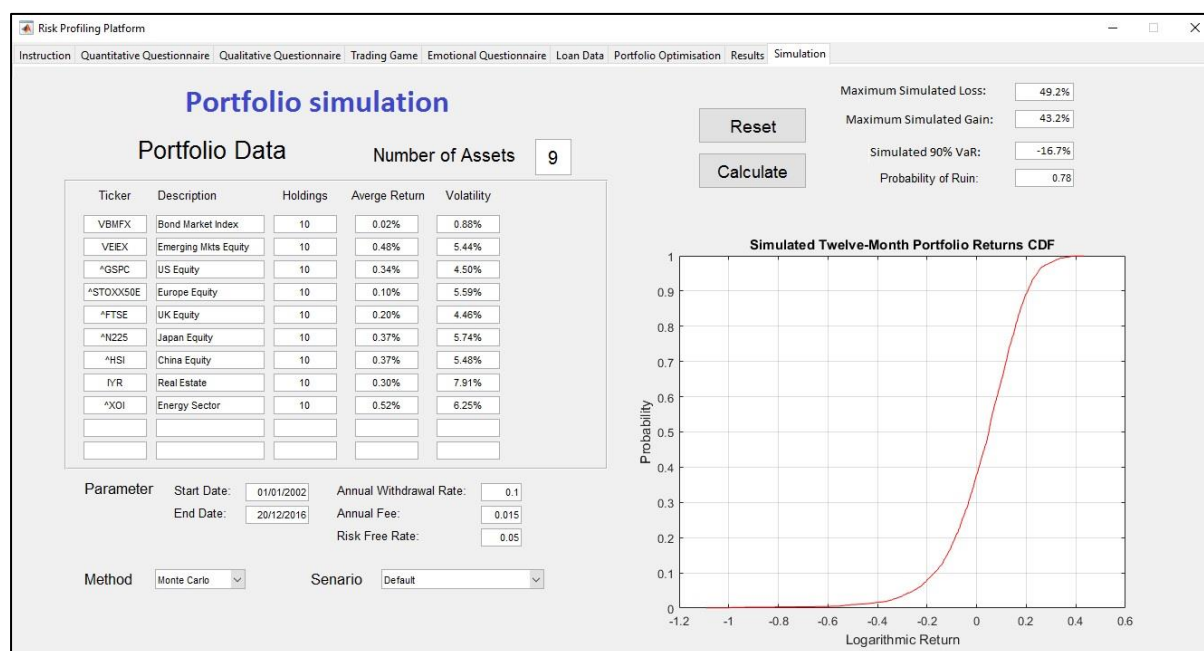 Risk Profiling Platform
Instruction Quantitative Questionnaire Qualitative Questionnaire Trading Game Emotional Questionnaire Loan Data Portfolio Optimisation Results Simulation
Portfolio simulation
Portfolio Data
Number of Assets 9
Ticker Description Holdings Averge Return Volatility
VBMFX Bond Market Index 10 0.02% 0.88%
VEIEX Emerging Mkts Equity 10 0.48% 5.44%
^GSPC US Equity 10 0.34% 4.50%
^STOXX50E Europe Equity 10 0.10% 5.59%
^FTSE UK Equity 10 0.20% 4.46%
^N225 Japan Equity 10 0.37% 5.74%
^HSI China Equity 10 0.37% 5.48%
IYR Real Estate 10 0.30% 7.91%
^XOI Energy Sector 10 0.52% 6.25%
Parameter Start Date: 01/01/2002 Annual Withdrawal Rate: 0.1
End Date: 20/12/2016 Annual Fee: 0.015
Risk Free Rate: 0.05
Method Monte Carlo Senario Default
Reset
Calculate
Maximum Simulated Loss: 49.2%
Maximum Simulated Gain: 43.2%
Simulated 90% VaR: -16.7%
Probability of Ruin: 0.78
Simulated Twelve-Month Portfolio Returns CDF
1
0.9
0.8
0.7
0.6
0.5
0.4
0.3
0.2
0.1
0
Probability
-1.2 -1 -0.8 -0.6 -0.4 -0.2 0 0.2 0.4 0.6
Logarithmic Return